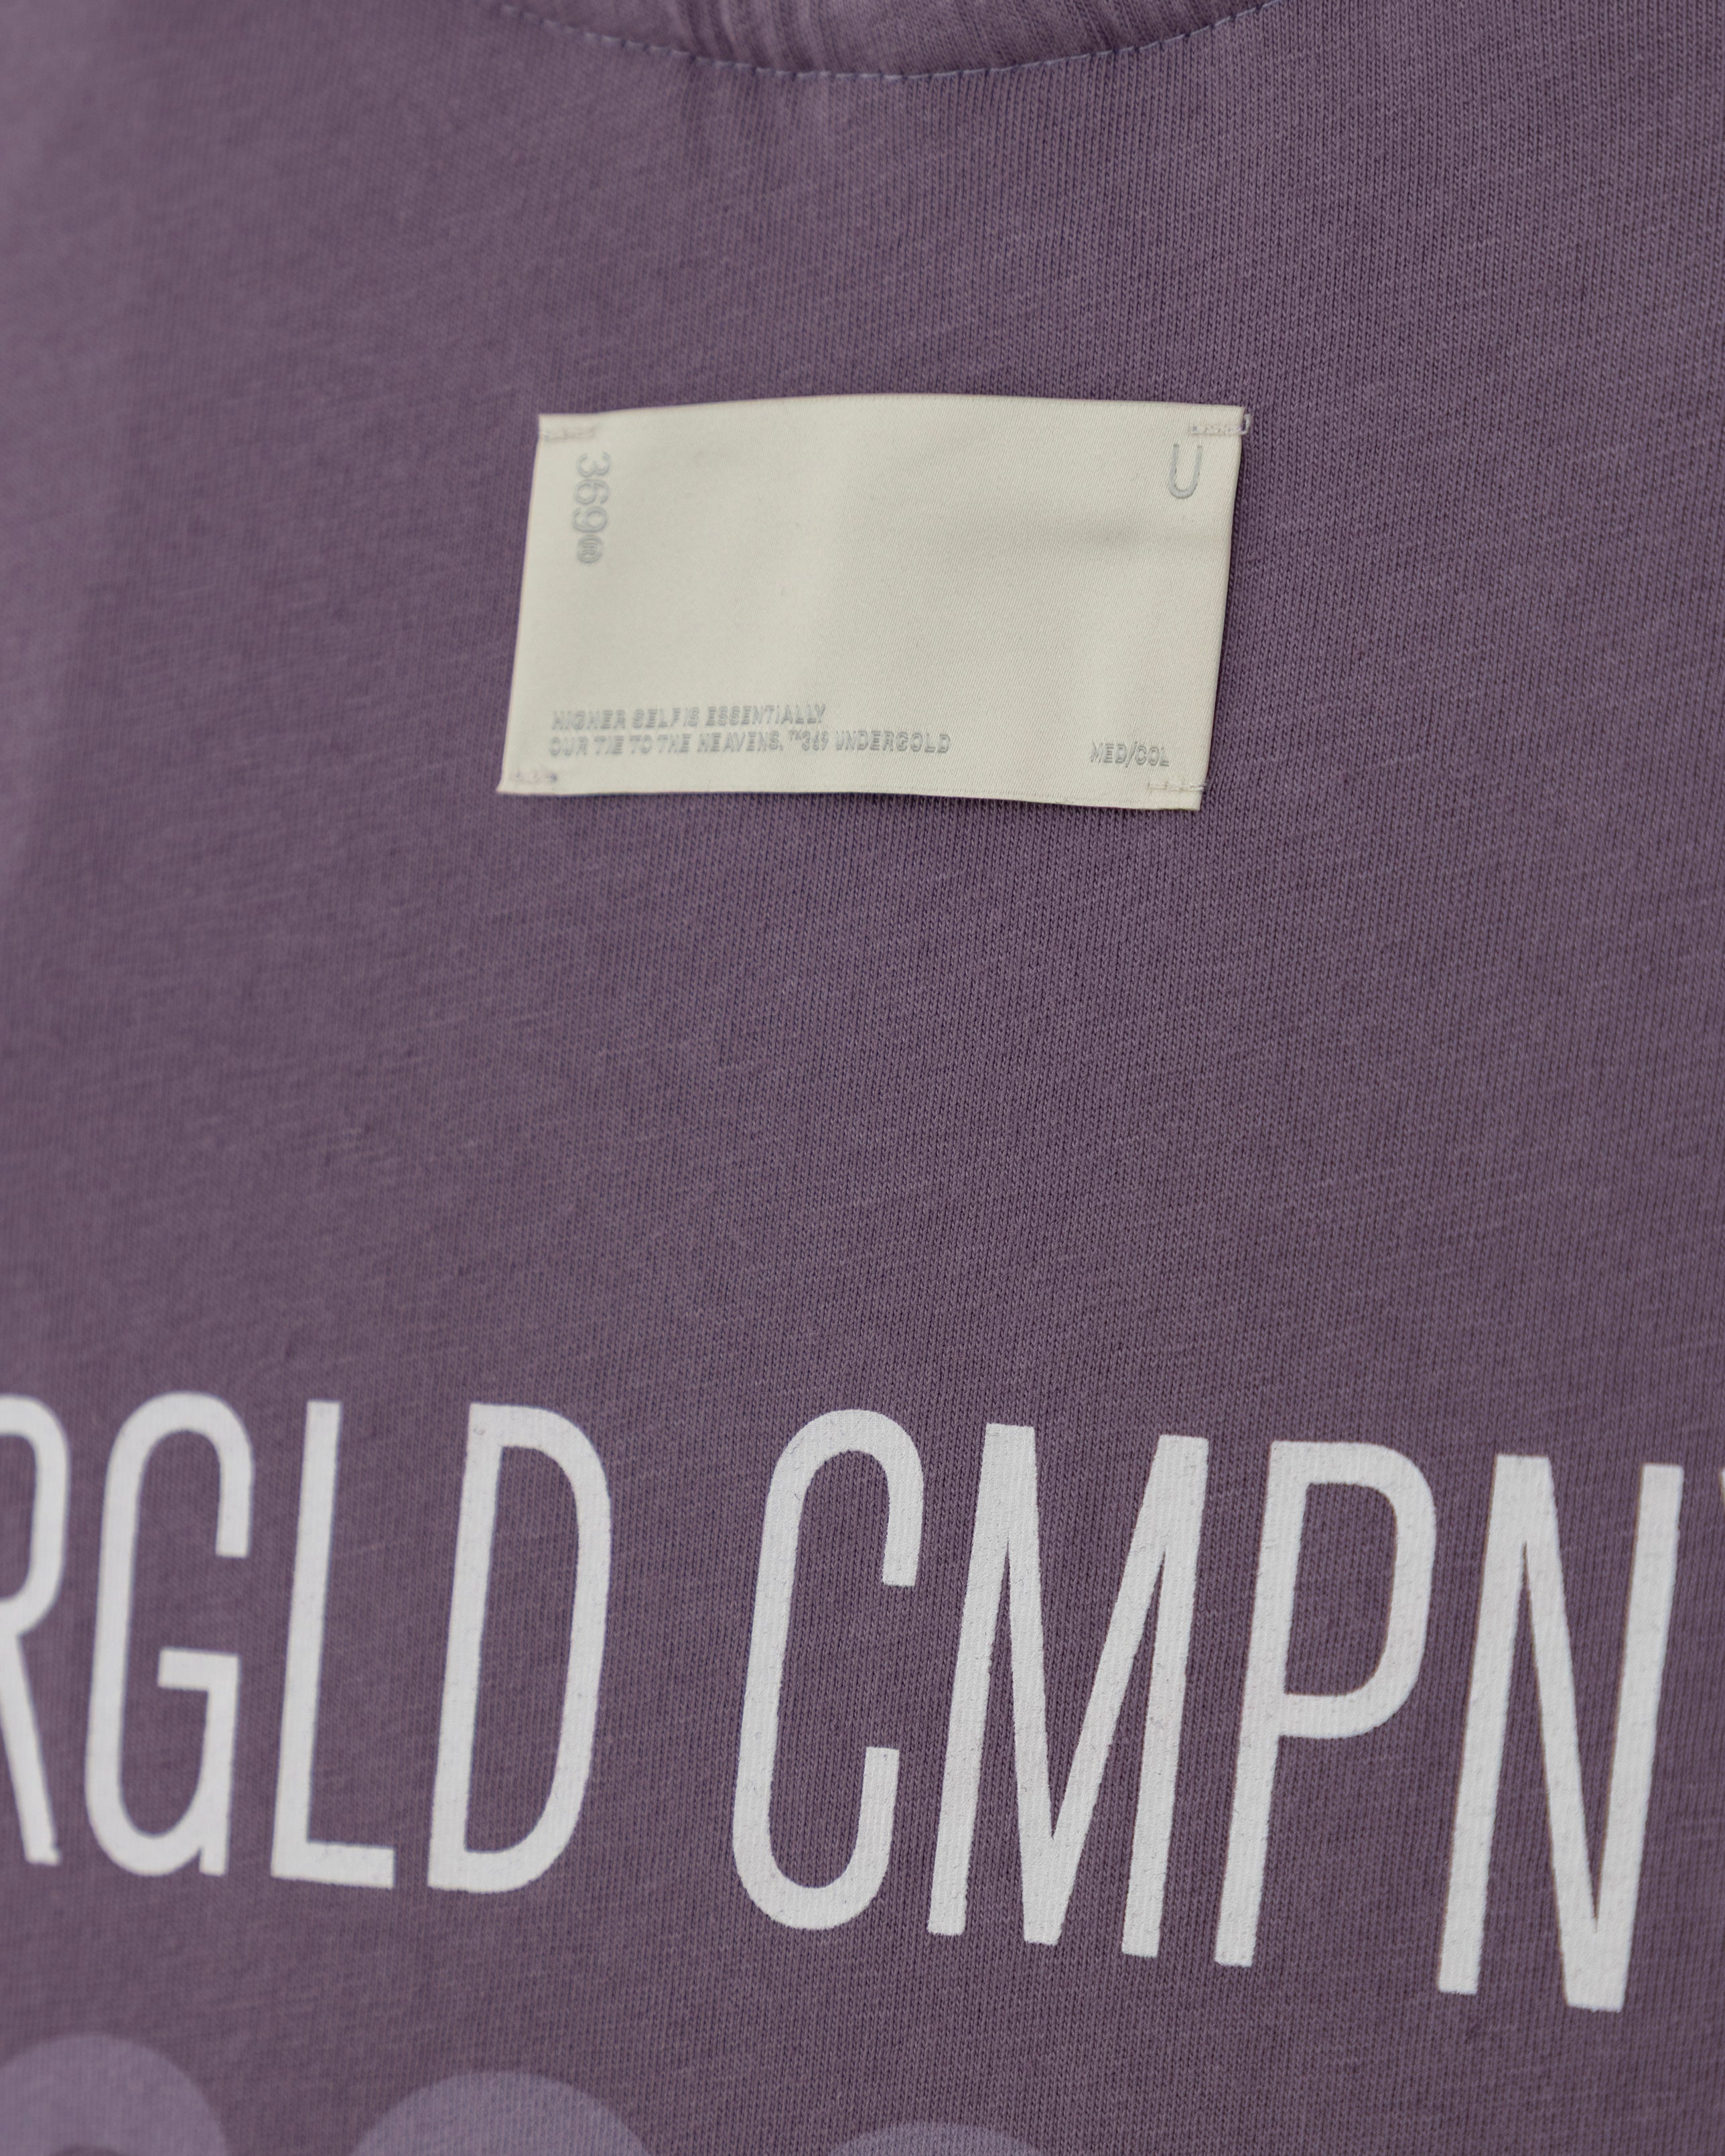 369®
U
HIGHER SELF IS ESSENTIALLY
OUR TIE TO THE HEAVENS. ™369 UNDERGOLD
MED/COL
RGLD CMPN